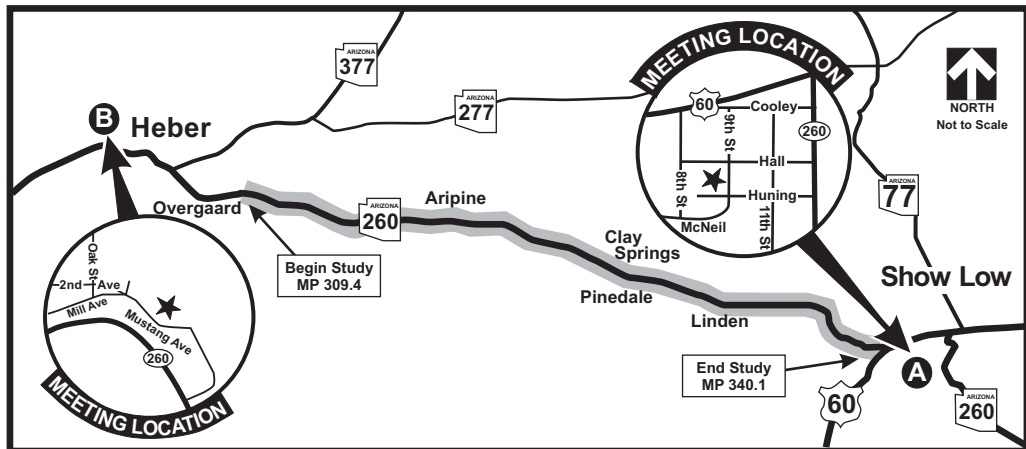 ARIZONA
377
MEETING LOCATION
60
Cooley
9th St
260
Hall
8th St
Huning
11th St
McNeil
NORTH
Not to Scale
B
Heber
ARIZONA
277
ARIZONA
77
Overgaard
ARIZONA
260
Aripine
Clay
Springs
Pinedale
Linden
Show Low
Begin Study
MP 309.4
Oak St
2nd Ave
Mill Ave
Mustang Ave
260
MEETING LOCATION
End Study
MP 340.1
A
60
ARIZONA
260